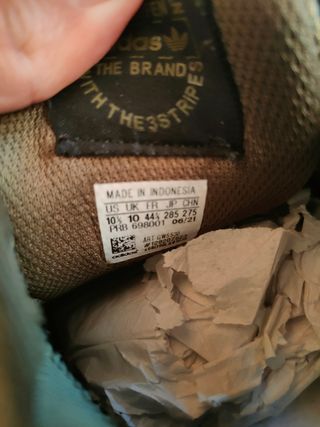 adidas
THE BRAND
WITH THE 3 STRIPES
MADE IN INDONESIA
US UK FR JP CHN
10½ 10 44⅔ 285 275
PRB 698001 06/21
adidas